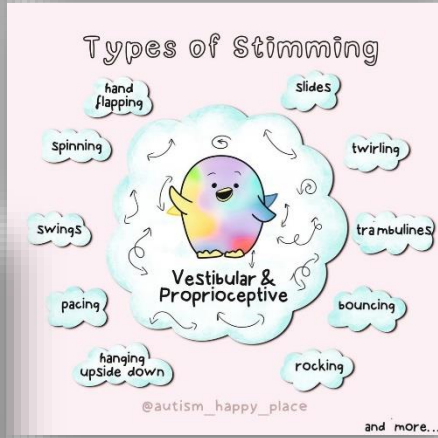 Types of Stimming
hand
flapping
slides
spinning
twirling
swings
trambulines
Vestibular &
Proprioceptive
pacing
bouncing
hanging
upside down
rocking
@autism_happy_place
and more...